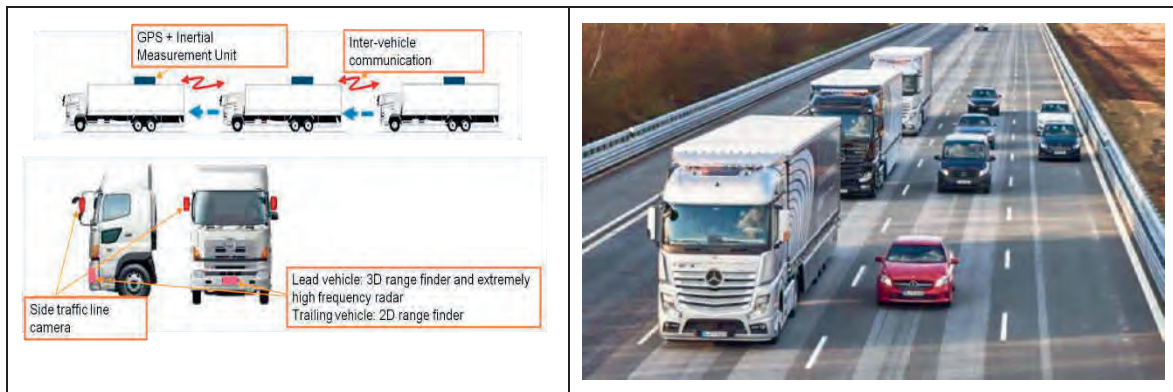 GPS + Inertial
Measurement Unit
Inter-vehicle
communication
Side traffic line
camera
Lead vehicle: 3D range finder and extremely
high frequency radar
Trailing vehicle: 2D range finder